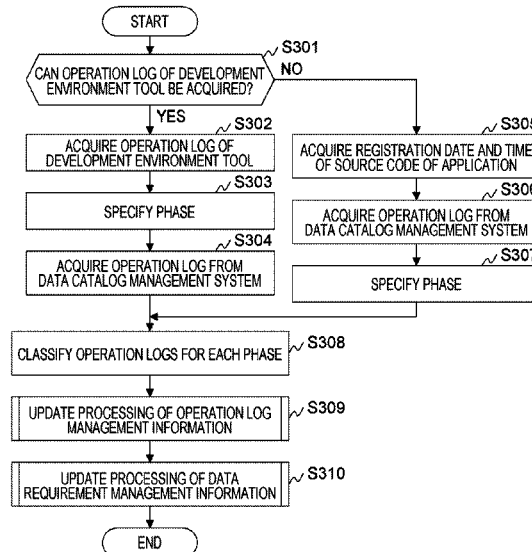 START
S301
CAN OPERATION LOG OF DEVELOPMENT
ENVIRONMENT TOOL BE ACQUIRED?
NO
YES
S302
ACQUIRE OPERATION LOG OF
DEVELOPMENT ENVIRONMENT TOOL
S303
SPECIFY PHASE
S304
ACQUIRE OPERATION LOG FROM
DATA CATALOG MANAGEMENT SYSTEM
S305
ACQUIRE REGISTRATION DATE AND TIME
OF SOURCE CODE OF APPLICATION
S306
ACQUIRE OPERATION LOG FROM
DATA CATALOG MANAGEMENT SYSTEM
S307
SPECIFY PHASE
S308
CLASSIFY OPERATION LOGS FOR EACH PHASE
S309
UPDATE PROCESSING OF OPERATION LOG
MANAGEMENT INFORMATION
S310
UPDATE PROCESSING OF DATA
REQUIREMENT MANAGEMENT INFORMATION
END